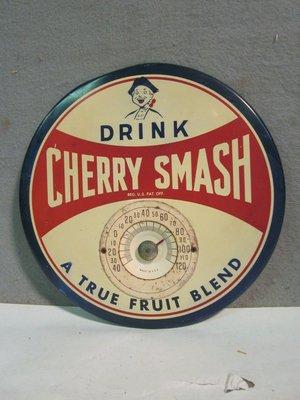 DRINK
CHERRY SMASH
REG. U.S. PAT. OFF.
40 20 0 20 40 60 80 100 120
A TRUE FRUIT BLEND